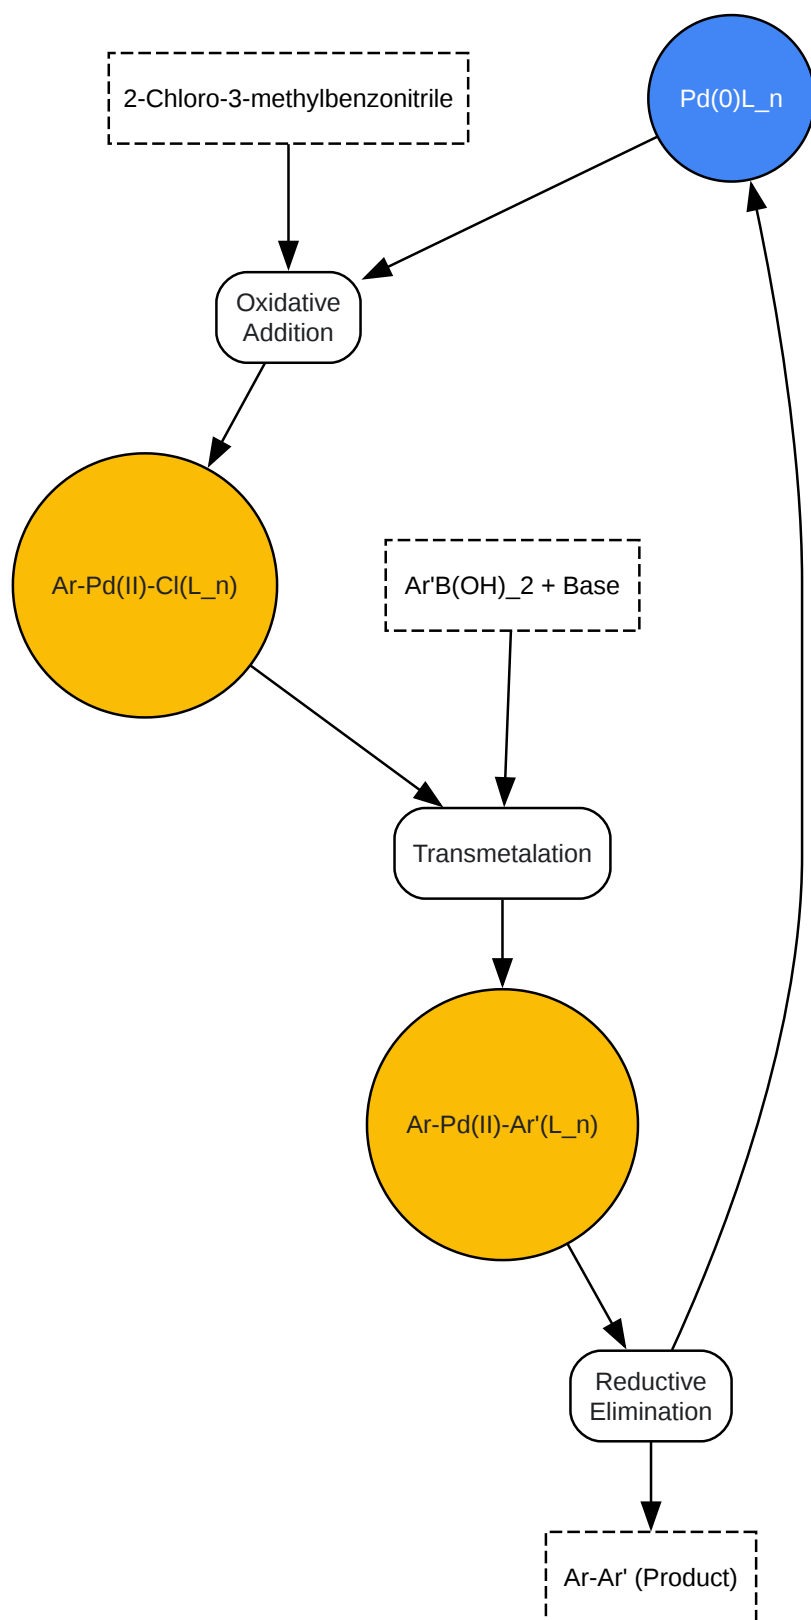 2-Chloro-3-methylbenzonitrile
Pd(0)L_n
Oxidative
Addition
Ar-Pd(II)-Cl(L_n)
Ar'B(OH)_2 + Base
Transmetalation
Ar-Pd(II)-Ar'(L_n)
Reductive
Elimination
Ar-Ar' (Product)